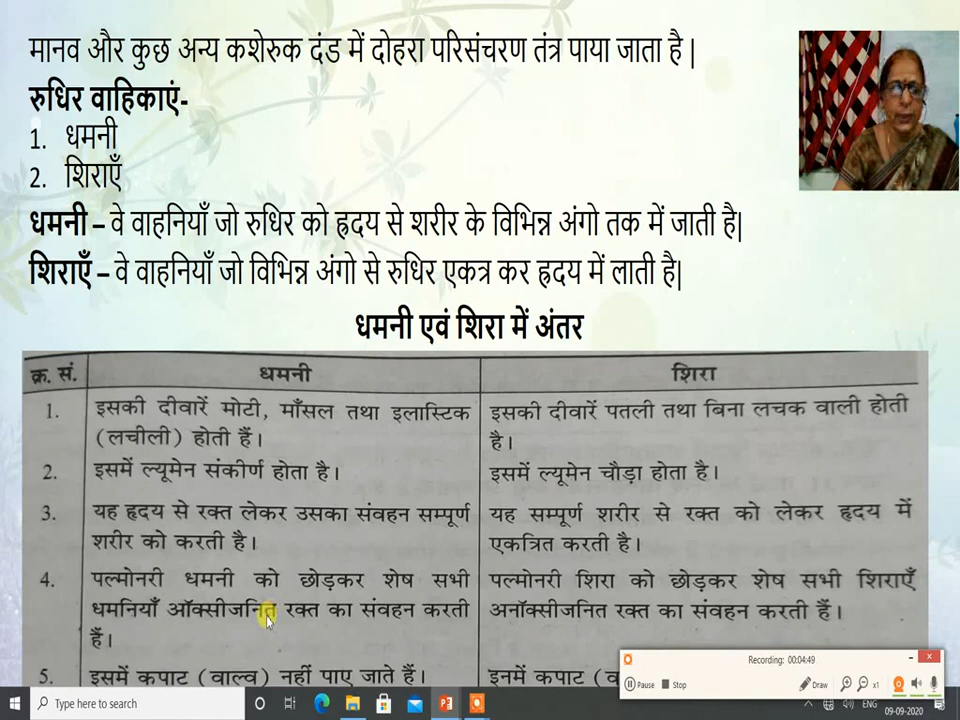 मानव और कुछ अन्य कशेरुक दंड में दोहरा परिसंचरण तंत्र पाया जाता है|
रुधिर वाहिकाएं-
1. धमनी
2. शिराएँ
धमनी – वे वाहनियाँ जो रुधिर को ह्रदय से शरीर के विभिन्न अंगो तक में जाती है|
शिराएँ – वे वाहनियाँ जो विभिन्न अंगो से रुधिर एकत्र कर ह्रदय में लाती है|
धमनी एवं शिरा में अंतर
क्र. सं. धमनी शिरा
1. इसकी दीवारें मोटी, माँसल तथा इलास्टिक इसकी दीवारें पतली तथा बिना लचक वाली होती
(लचीली) होती हैं। है।
2. इसमें ल्यूमेन संकीर्ण होता है। इसमें ल्यूमेन चौड़ा होता है।
3. यह हृदय से रक्त लेकर उसका संवहन सम्पूर्ण यह सम्पूर्ण शरीर से रक्त को लेकर हृदय में
शरीर को करती है। एकत्रित करती है।
4. पल्मोनरी धमनी को छोड़कर शेष सभी पल्मोनरी शिरा को छोड़कर शेष सभी शिराएँ
धमनियाँ ऑक्सीजनित रक्त का संवहन करती अनॉक्सीजनित रक्त का संवहन करती हैं।
हैं।
5. इसमें कपाट (वाल्व) नहीं पाए जाते हैं। इनमें कपाट (व
Recording: 00:04:49
Pause Stop Draw x1
Type here to search
ENG
09-09-2020